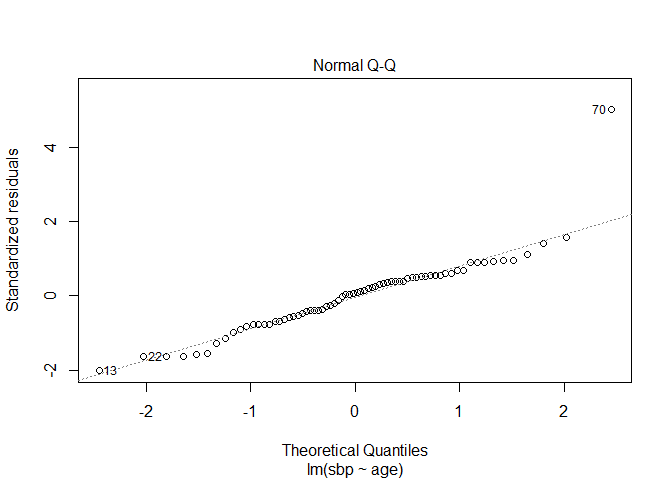 Normal Q-Q
Standardized residuals
4
2
0
-2
70
22
13
-2 -1 0 1 2
Theoretical Quantiles
lm(sbp ~ age)